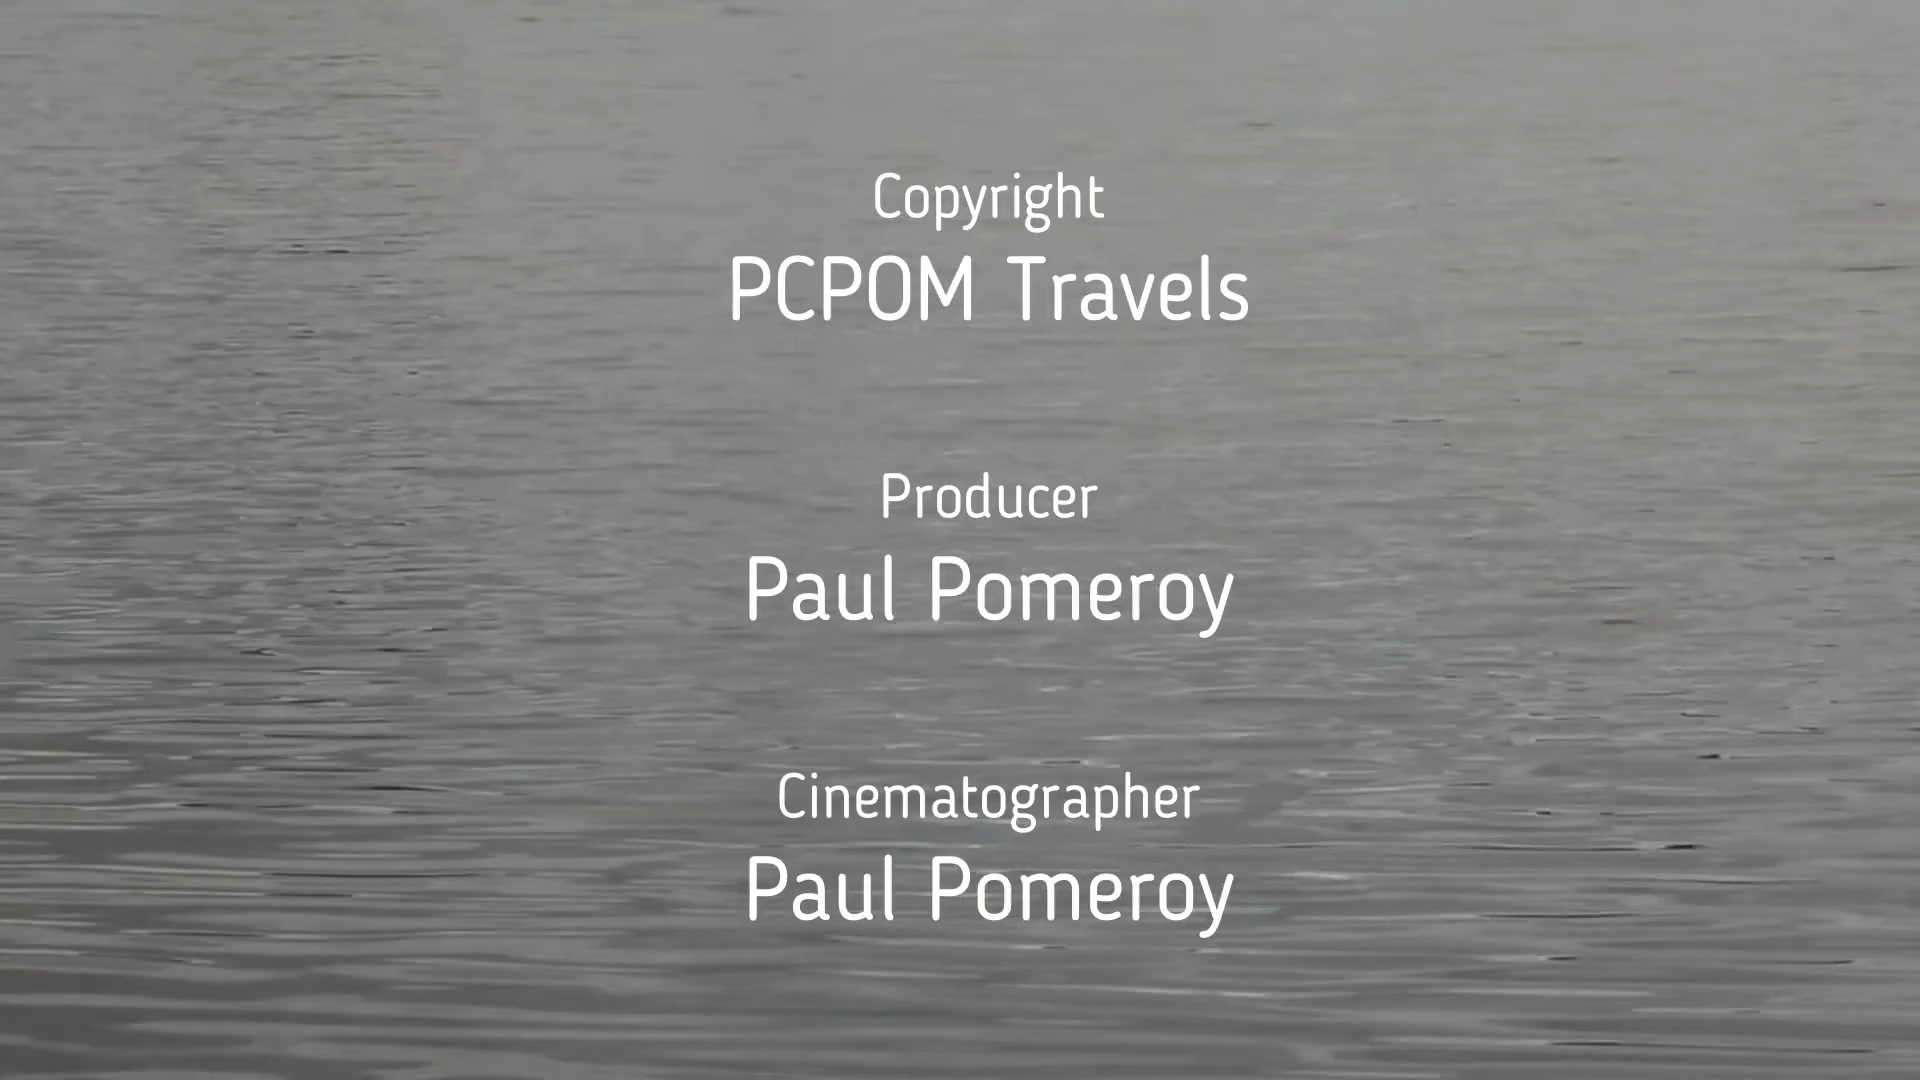 Copyright
PCPOM Travels
Producer
Paul Pomeroy
Cinematographer
Paul Pomeroy